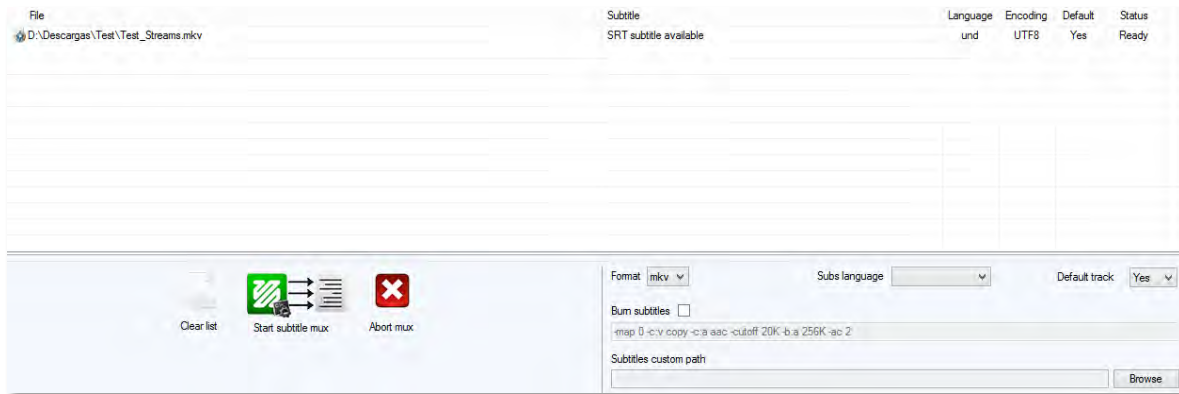 File Subtitle Language Encoding Default Status
D:\Descargas\Test\Test_Streams.mkv SRT subtitle available und UTF8 Yes Ready
Format mkv Subs language Default track Yes
Burn subtitles
Clear list Start subtitle mux Abort mux
-map 0 -c:v copy -c:a aac -cutoff 20K -b:a 256K -ac 2
Subtitles custom path
Browse